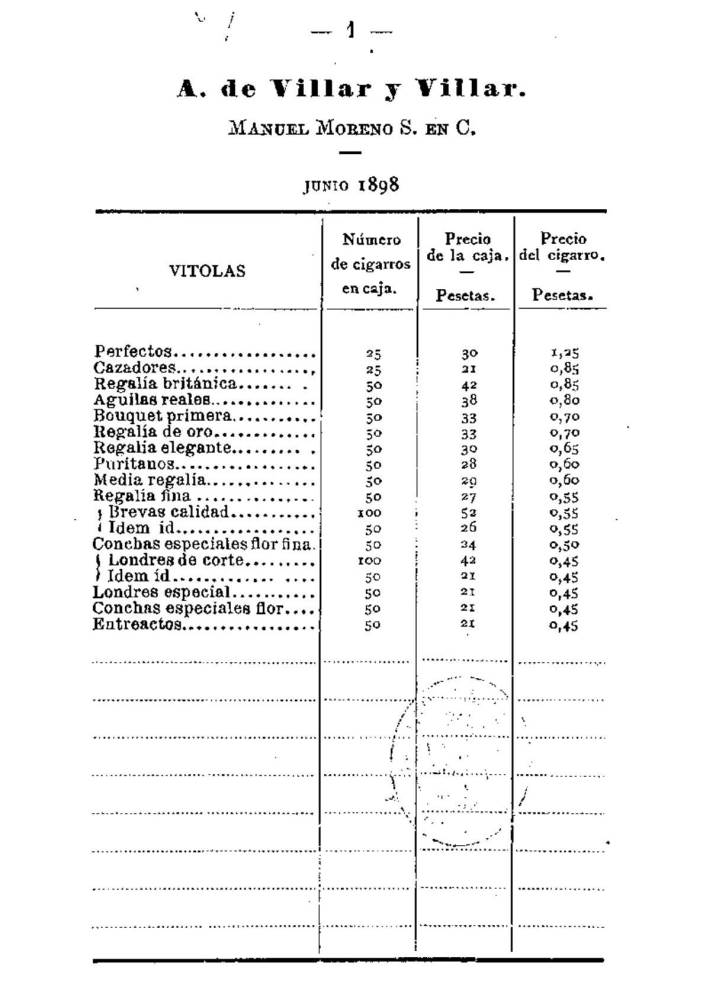 — 1 —
A. de Villar y Villar.
MANUEL MORENO S. EN C.
JUNIO 1898
VITOLAS
Número de cigarros en caja.
Precio de la caja. — Pesetas.
Precio del cigarro. — Pesetas.
Perfectos.................. 25 30 1,25
Cazadores................, 25 21 0,85
Regalía británica....... . 50 42 0,85
Aguilas reales............. 50 38 0,80
Bouquet primera........... 50 33 0,70
Regalía de oro............. 50 33 0,70
Regalia elegante......... . 50 30 0,65
Puritanos.................. 50 28 0,60
Media regalía.............. 50 29 0,60
Regalía fina ............... 50 27 0,55
Brevas calidad........... 100 52 0,55
Idem id.................. 50 26 0,55
Conchas especiales flor fina. 50 24 0,50
Londres de corte......... 100 42 0,45
Idem íd............. .... 50 21 0,45
Londres especial........... 50 21 0,45
Conchas especiales flor.... 50 21 0,45
Entreactos................. 50 21 0,45